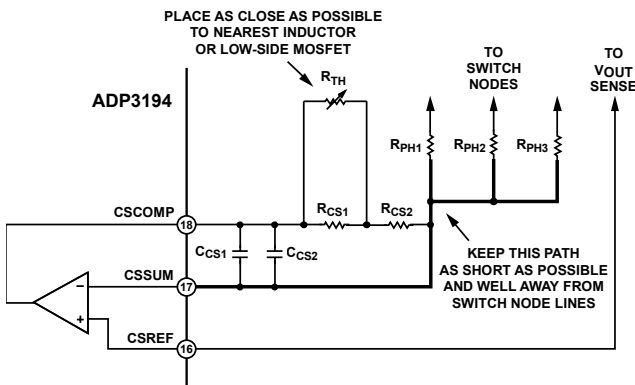 PLACE AS CLOSE AS POSSIBLE
TO NEAREST INDUCTOR
OR LOW-SIDE MOSFET
TO
SWITCH
NODES
TO
VOUT
SENSE
ADP3194
RTH
RPH1
RPH2
RPH3
CSCOMP
18
RCS1
RCS2
CCS1
CCS2
KEEP THIS PATH
AS SHORT AS POSSIBLE
AND WELL AWAY FROM
SWITCH NODE LINES
CSSUM
17
–
+
CSREF
16